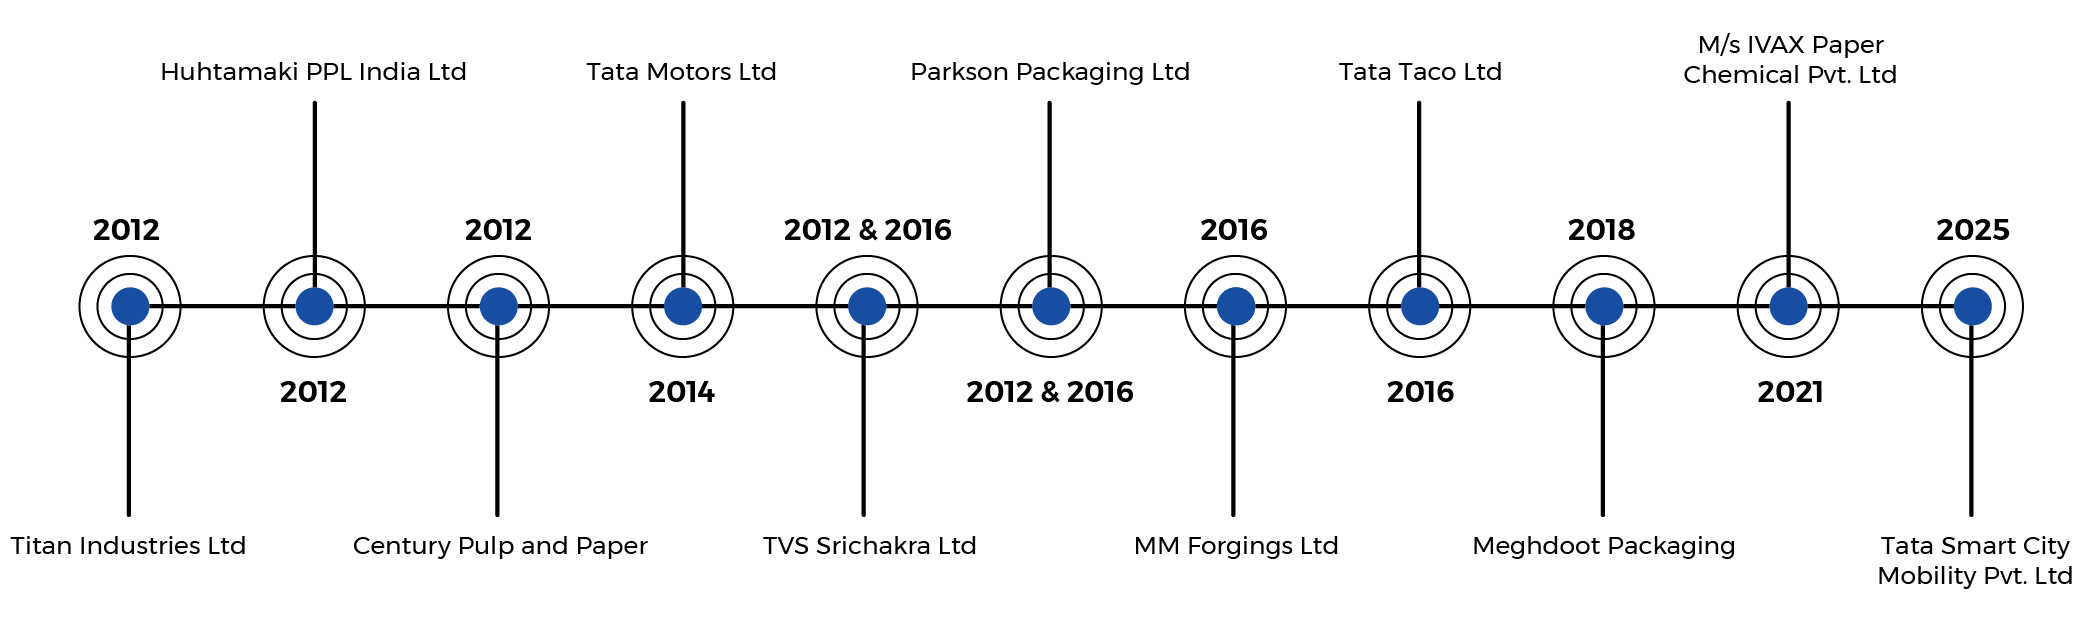 M/s IVAX Paper
Chemical Pvt. Ltd
Huhtamaki PPL India Ltd
Tata Motors Ltd
Parkson Packaging Ltd
Tata Taco Ltd
2012
2012
2012 & 2016
2016
2018
2025
2012
2014
2012 & 2016
2016
2021
Titan Industries Ltd
Century Pulp and Paper
TVS Srichakra Ltd
MM Forgings Ltd
Meghdoot Packaging
Tata Smart City
Mobility Pvt. Ltd